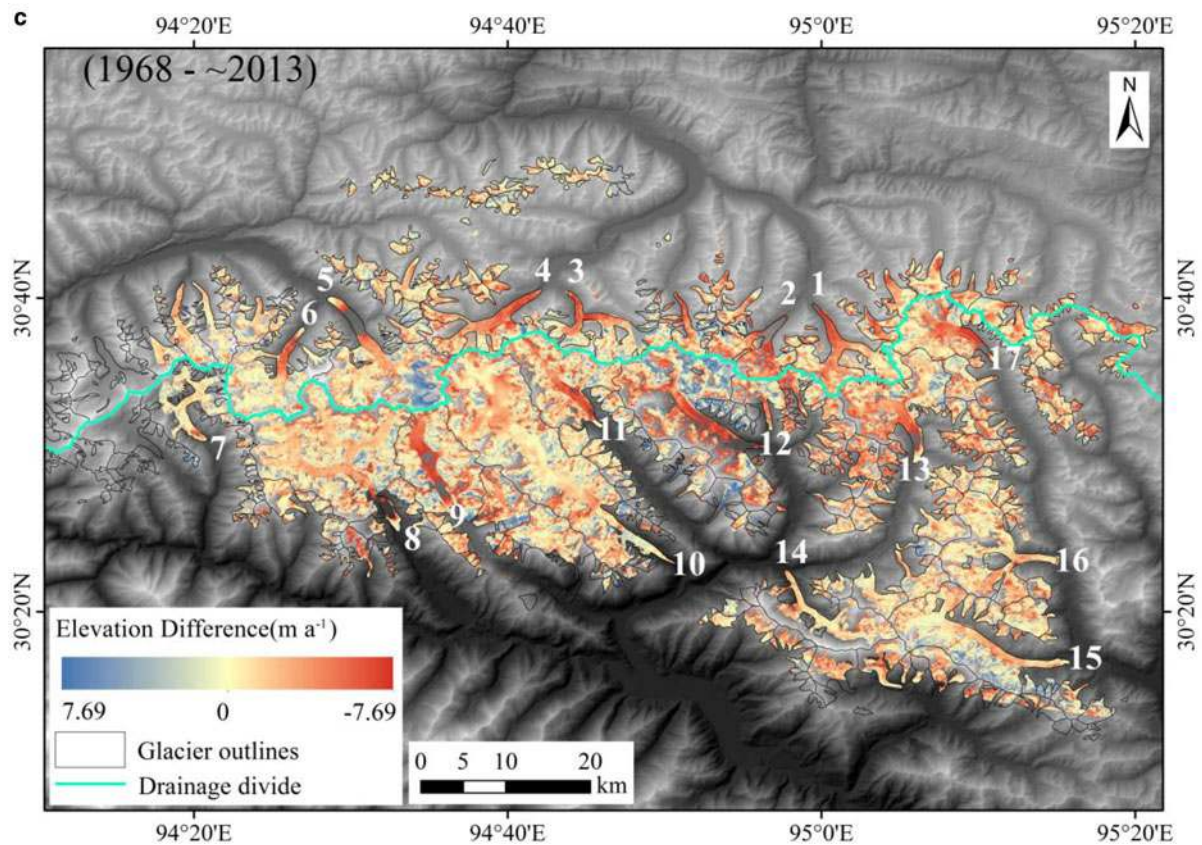 c
94°20'E 94°40'E 95°0'E 95°20'E
(1968 - ~2013)
N
30°40'N 30°40'N
5 4 3 2 1
6
17
7 11 12
13
8 9
10 14 16
30°20'N 30°20'N
15
Elevation Difference(m a⁻¹)
7.69 0 -7.69
Glacier outlines
Drainage divide
0 5 10 20
km
94°20'E 94°40'E 95°0'E 95°20'E